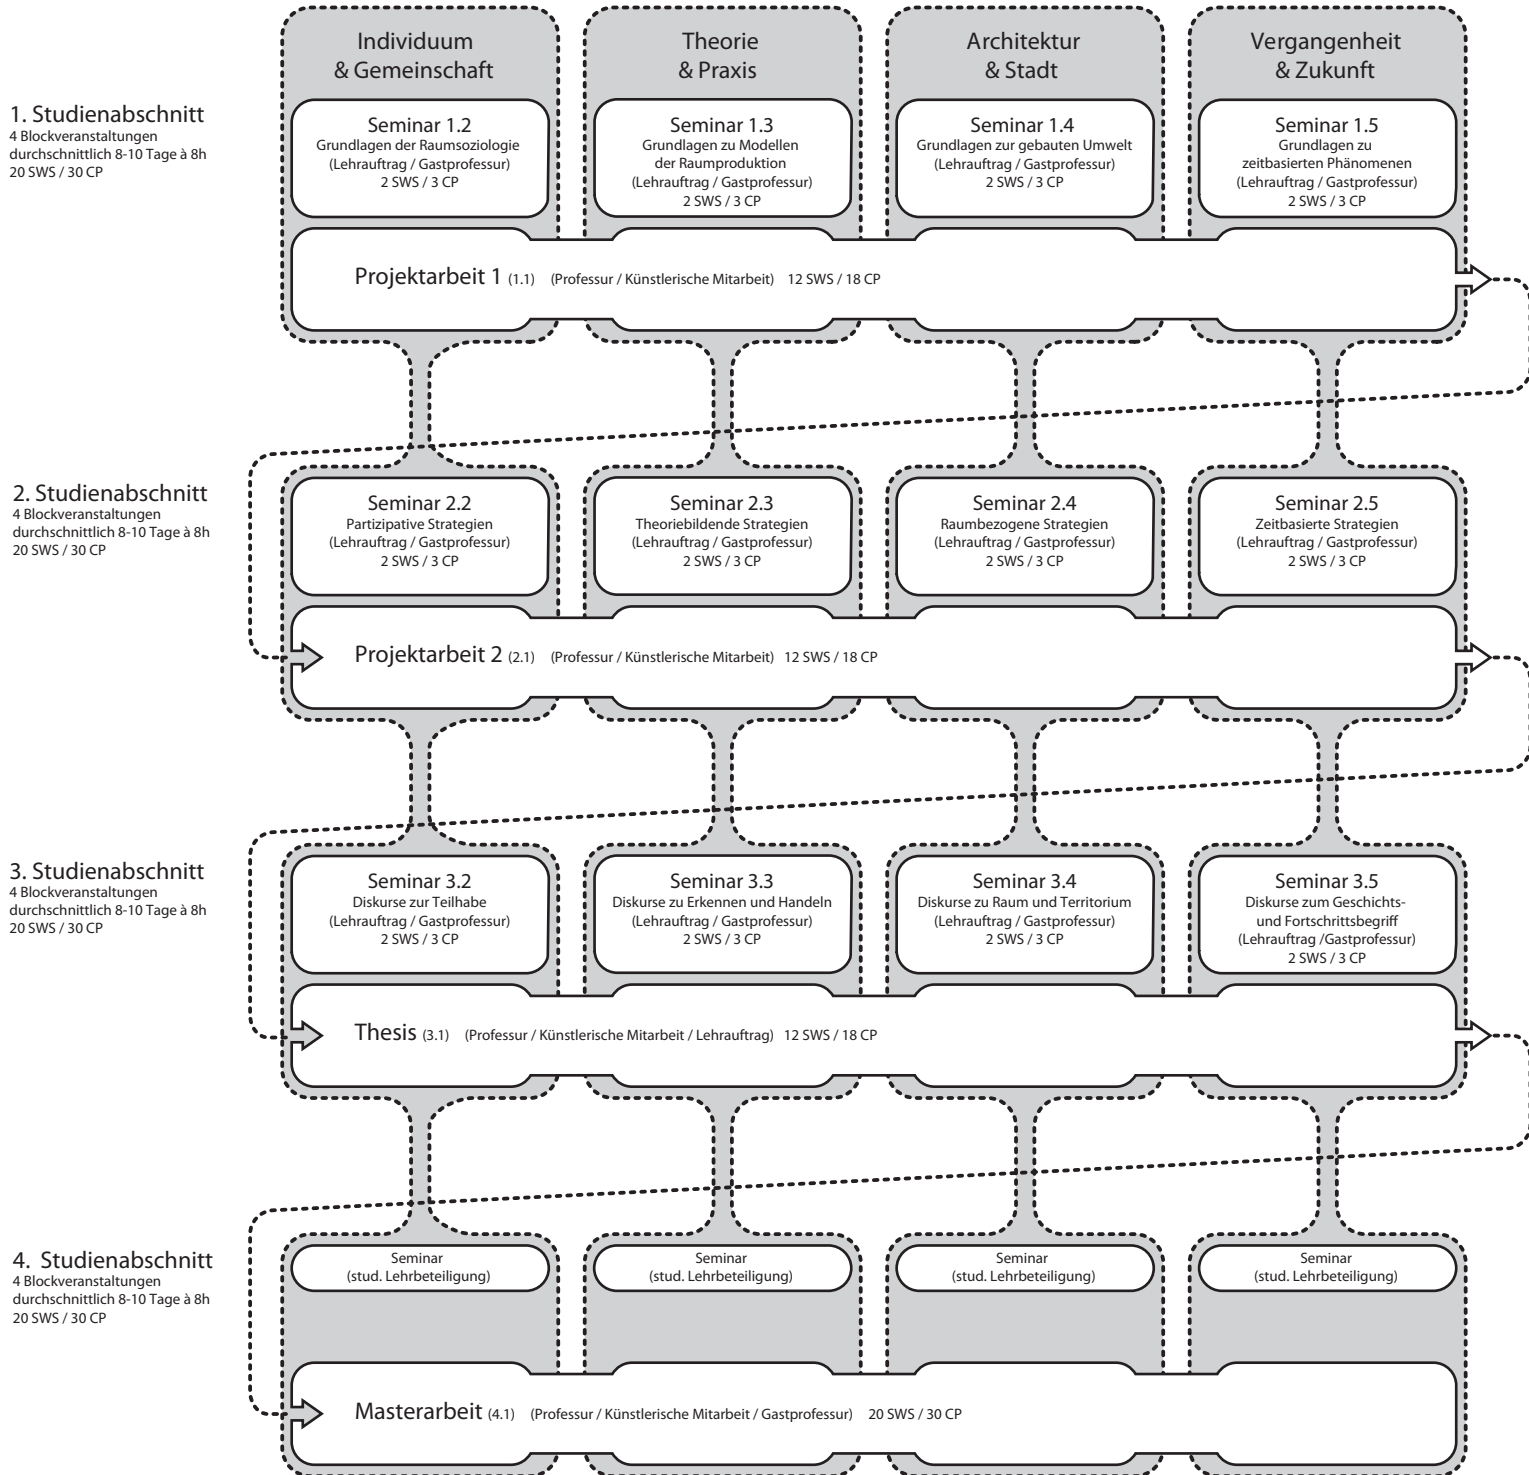 Individuum
& Gemeinschaft
Theorie
& Praxis
Architektur
& Stadt
Vergangenheit
& Zukunft
1. Studienabschnitt
4 Blockveranstaltungen
durchschnittlich 8-10 Tage à 8h
20 SWS / 30 CP
Seminar 1.2
Grundlagen der Raumsoziologie
(Lehrauftrag / Gastprofessur)
2 SWS / 3 CP
Seminar 1.3
Grundlagen zu Modellen
der Raumproduktion
(Lehrauftrag / Gastprofessur)
2 SWS / 3 CP
Seminar 1.4
Grundlagen zur gebauten Umwelt
(Lehrauftrag / Gastprofessur)
2 SWS / 3 CP
Seminar 1.5
Grundlagen zu
zeitbasierten Phänomenen
(Lehrauftrag / Gastprofessur)
2 SWS / 3 CP
Projektarbeit 1 (1.1) (Professur / Künstlerische Mitarbeit) 12 SWS / 18 CP
2. Studienabschnitt
4 Blockveranstaltungen
durchschnittlich 8-10 Tage à 8h
20 SWS / 30 CP
Seminar 2.2
Partizipative Strategien
(Lehrauftrag / Gastprofessur)
2 SWS / 3 CP
Seminar 2.3
Theoriebildende Strategien
(Lehrauftrag / Gastprofessur)
2 SWS / 3 CP
Seminar 2.4
Raumbezogene Strategien
(Lehrauftrag / Gastprofessur)
2 SWS / 3 CP
Seminar 2.5
Zeitbasierte Strategien
(Lehrauftrag / Gastprofessur)
2 SWS / 3 CP
Projektarbeit 2 (2.1) (Professur / Künstlerische Mitarbeit) 12 SWS / 18 CP
3. Studienabschnitt
4 Blockveranstaltungen
durchschnittlich 8-10 Tage à 8h
20 SWS / 30 CP
Seminar 3.2
Diskurse zur Teilhabe
(Lehrauftrag / Gastprofessur)
2 SWS / 3 CP
Seminar 3.3
Diskurse zu Erkennen und Handeln
(Lehrauftrag / Gastprofessur)
2 SWS / 3 CP
Seminar 3.4
Diskurse zu Raum und Territorium
(Lehrauftrag / Gastprofessur)
2 SWS / 3 CP
Seminar 3.5
Diskurse zum Geschichts-
und Fortschrittsbegriff
(Lehrauftrag /Gastprofessur)
2 SWS / 3 CP
Thesis (3.1) (Professur / Künstlerische Mitarbeit / Lehrauftrag) 12 SWS / 18 CP
4. Studienabschnitt
4 Blockveranstaltungen
durchschnittlich 8-10 Tage à 8h
20 SWS / 30 CP
Seminar
(stud. Lehrbeteiligung)
Seminar
(stud. Lehrbeteiligung)
Seminar
(stud. Lehrbeteiligung)
Seminar
(stud. Lehrbeteiligung)
Masterarbeit (4.1) (Professur / Künstlerische Mitarbeit / Gastprofessur) 20 SWS / 30 CP